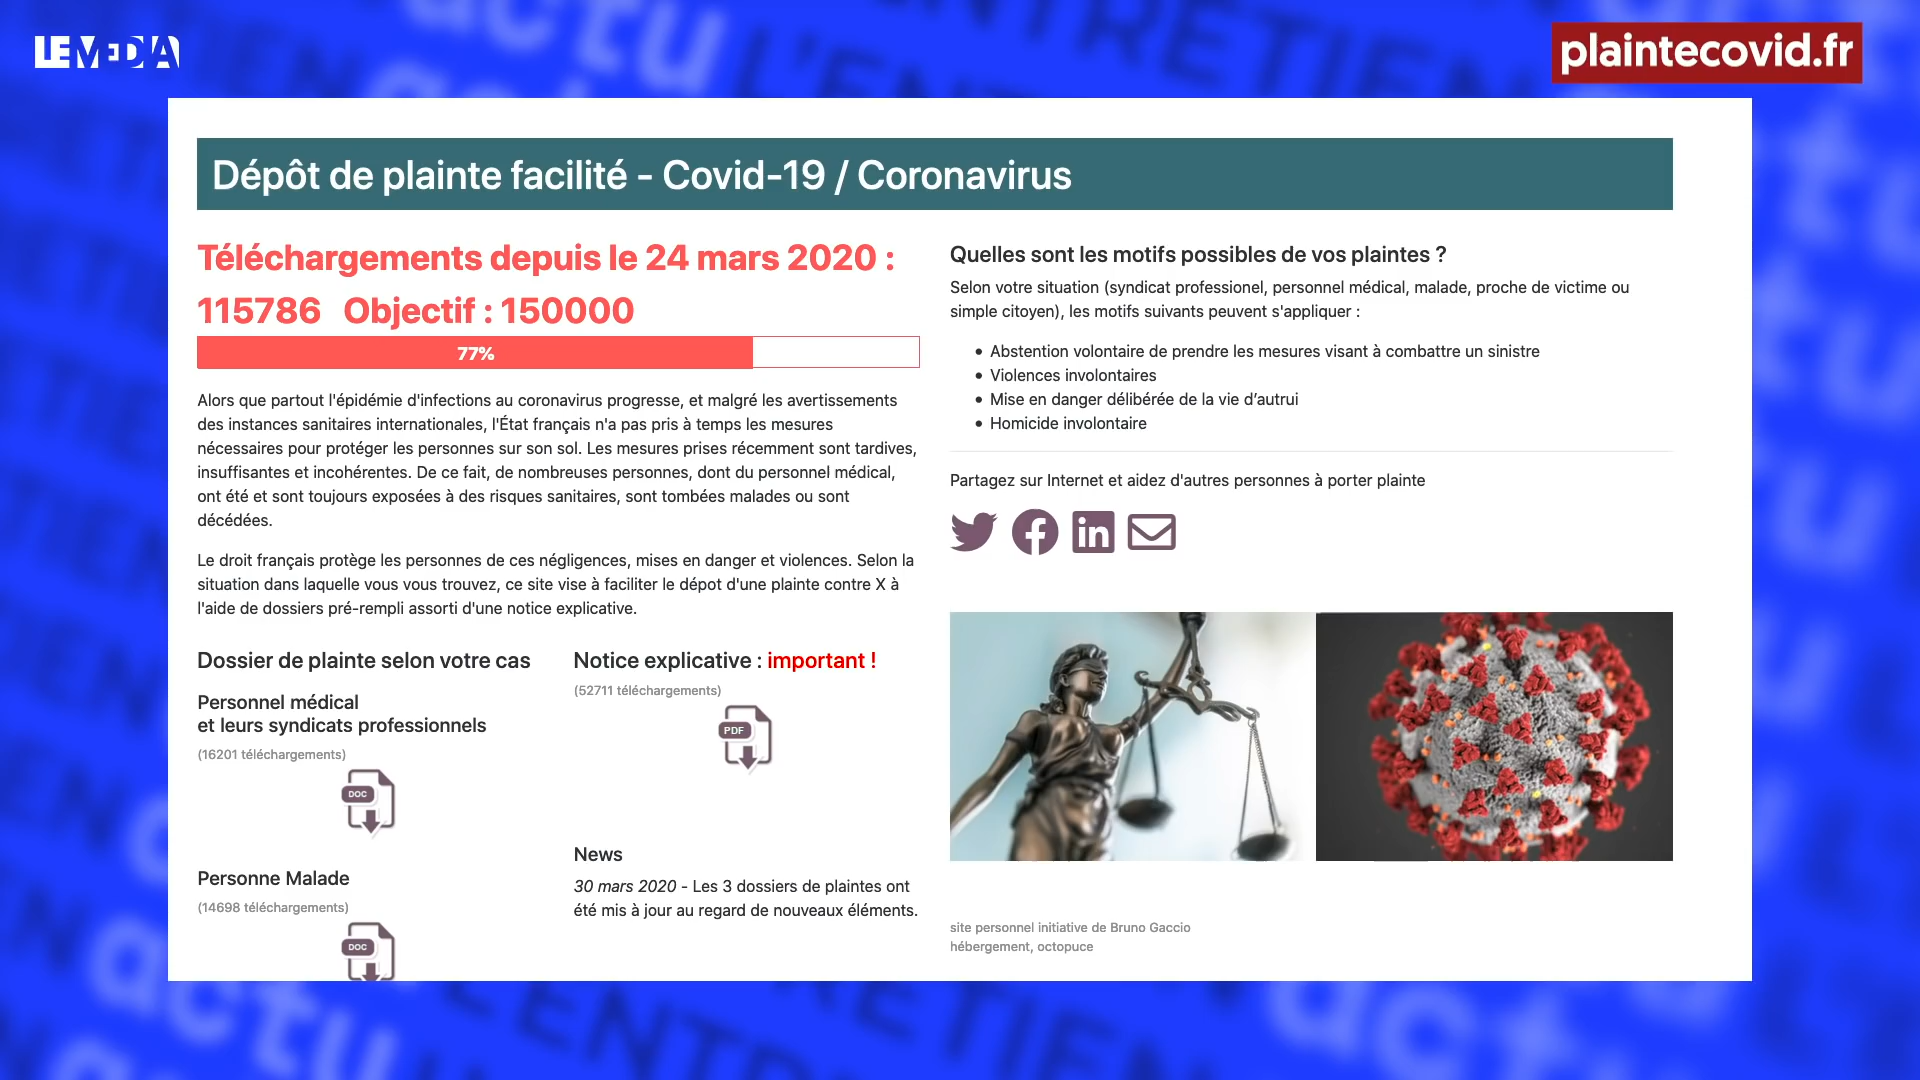 LEMEDIA
plaintecovid.fr
Dépôt de plainte facilité - Covid-19 / Coronavirus
Téléchargements depuis le 24 mars 2020 :
115786 Objectif : 150000
77%
Alors que partout l'épidémie d'infections au coronavirus progresse, et malgré les avertissements
des instances sanitaires internationales, l'État français n'a pas pris à temps les mesures
nécessaires pour protéger les personnes sur son sol. Les mesures prises récemment sont tardives,
insuffisantes et incohérentes. De ce fait, de nombreuses personnes, dont du personnel médical,
ont été et sont toujours exposées à des risques sanitaires, sont tombées malades ou sont
décédées.
Le droit français protège les personnes de ces négligences, mises en danger et violences. Selon la
situation dans laquelle vous vous trouvez, ce site vise à faciliter le dépot d'une plainte contre X à
l'aide de dossiers pré-rempli assorti d'une notice explicative.
Dossier de plainte selon votre cas
Personnel médical
et leurs syndicats professionnels
(16201 téléchargements)
DOC
Personne Malade
(14698 téléchargements)
DOC
Notice explicative : important !
(52711 téléchargements)
PDF
News
30 mars 2020 - Les 3 dossiers de plaintes ont
été mis à jour au regard de nouveaux éléments.
Quelles sont les motifs possibles de vos plaintes ?
Selon votre situation (syndicat professionel, personnel médical, malade, proche de victime ou
simple citoyen), les motifs suivants peuvent s'appliquer :
• Abstention volontaire de prendre les mesures visant à combattre un sinistre
• Violences involontaires
• Mise en danger délibérée de la vie d’autrui
• Homicide involontaire
Partagez sur Internet et aidez d'autres personnes à porter plainte
in
site personnel initiative de Bruno Gaccio
hébergement, octopuce
actu
L'ENTRETIEN
actu
L'ENTRETIEN
actu